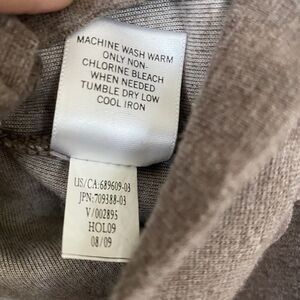 MACHINE WASH WARM
ONLY NON-
CHLORINE BLEACH
WHEN NEEDED
TUMBLE DRY LOW
COOL IRON
US/CA:689609-03
JPN:709388-03
V/002895
HOL09
08/09